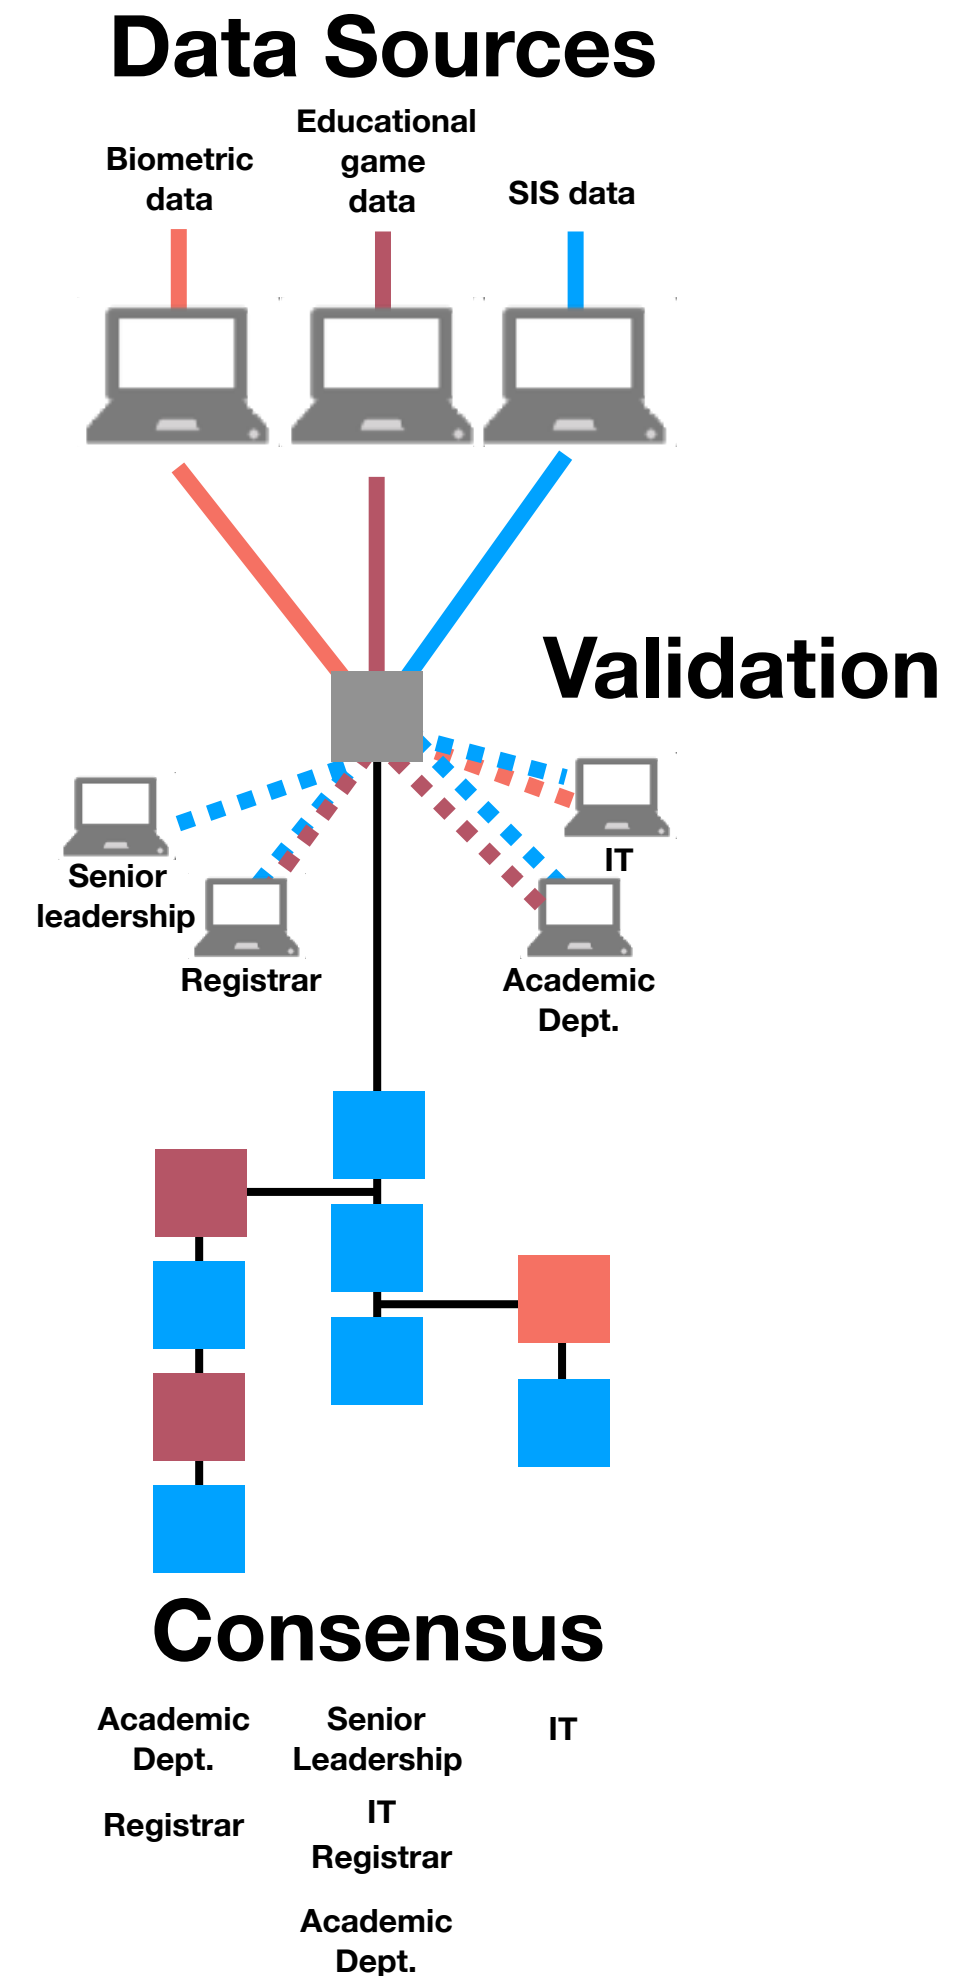 Data Sources
Biometric
data
Educational
game
data
SIS data
Validation
Senior
leadership
Registrar
IT
Academic
Dept.
Consensus
Academic
Dept.
Registrar
Senior
Leadership
IT
Registrar
Academic
Dept.
IT